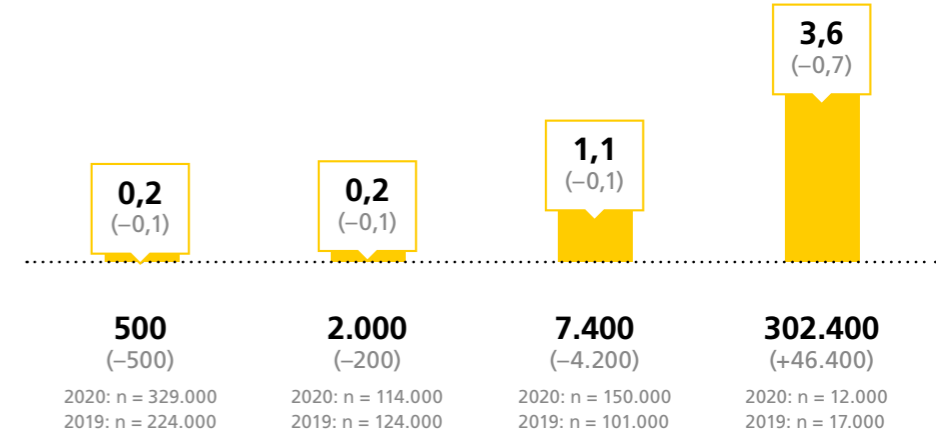 3,6
(–0,7)
1,1
(–0,1)
0,2
(–0,1)
0,2
(–0,1)
500
(–500)
2020: n = 329.000
2019: n = 224.000
2.000
(–200)
2020: n = 114.000
2019: n = 124.000
7.400
(–4.200)
2020: n = 150.000
2019: n = 101.000
302.400
(+46.400)
2020: n = 12.000
2019: n = 17.000